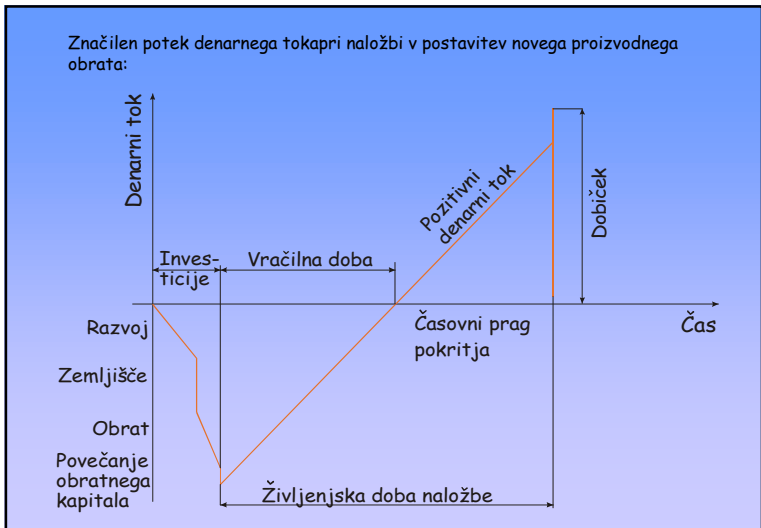 Značilen potek denarnega tokapri naložbi v postavitev novega proizvodnega
obrata:
Denarni tok
Inves-
ticije
Vračilna doba
Pozitivni
denarni tok
Dobiček
Razvoj
Časovni prag
pokritja
Čas
Zemljišče
Obrat
Povečanje
obratnega
kapitala
Življenjska doba naložbe